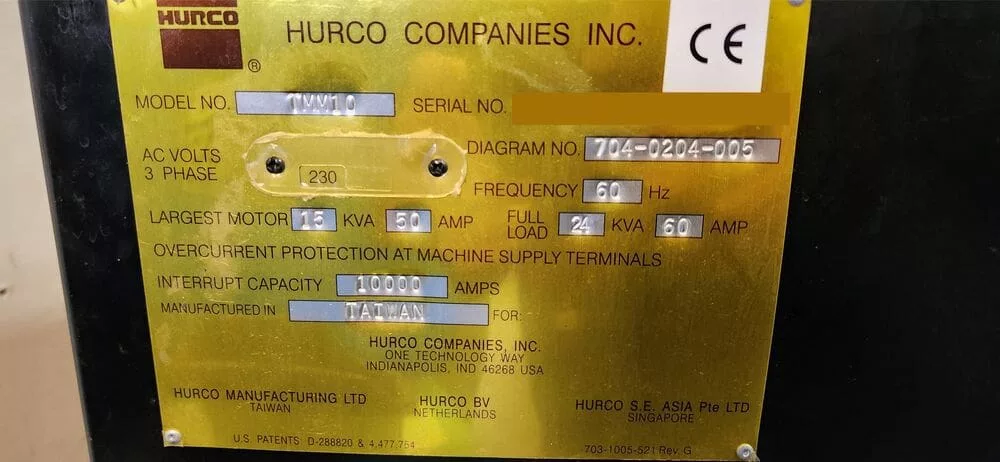 HURCO
®
HURCO COMPANIES INC.
CE
MODEL NO. TMM10 SERIAL NO.
DIAGRAM NO. 704-0204-005
AC VOLTS
3 PHASE
230
FREQUENCY 60 Hz
LARGEST MOTOR 15 KVA 50 AMP FULL LOAD 24 KVA 60 AMP
OVERCURRENT PROTECTION AT MACHINE SUPPLY TERMINALS
INTERRUPT CAPACITY 10000 AMPS
MANUFACTURED IN TAIWAN FOR:
HURCO COMPANIES, INC.
ONE TECHNOLOGY WAY
INDIANAPOLIS, IND 46268 USA
HURCO MANUFACTURING LTD
TAIWAN
HURCO BV
NETHERLANDS
HURCO S.E. ASIA Pte LTD
SINGAPORE
U.S. PATENTS D-288820 & 4,477,754
703-1005-521 Rev. G